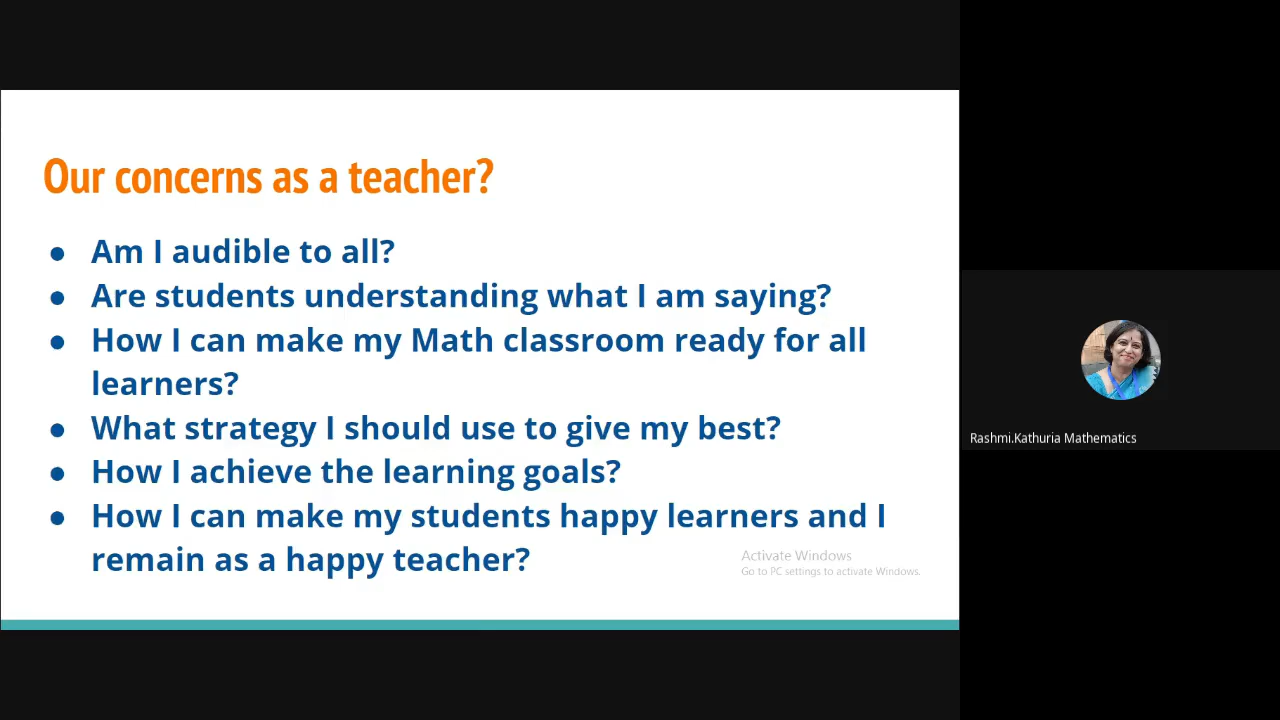 Our concerns as a teacher?
● Am I audible to all?
● Are students understanding what I am saying?
● How I can make my Math classroom ready for all
learners?
● What strategy I should use to give my best?
● How I achieve the learning goals?
● How I can make my students happy learners and I
remain as a happy teacher?
Activate Windows
Go to PC settings to activate Windows.
Rashmi.Kathuria Mathematics